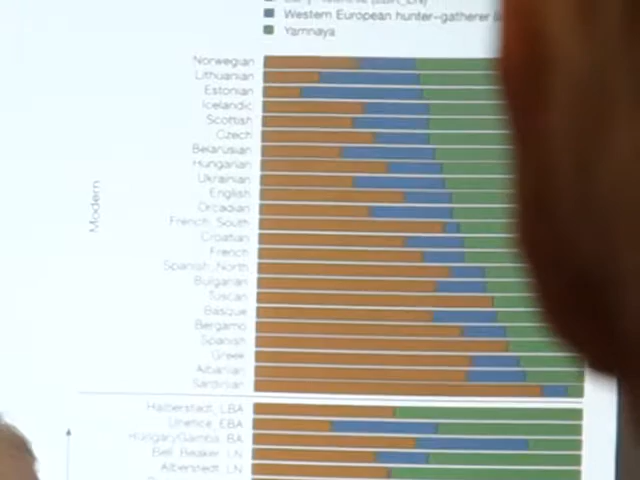 Western European hunter-gatherer
Yamnaya
Modern
Norwegian
Lithuanian
Estonian
Icelandic
Scottish
Czech
Belarusian
Hungarian
Ukrainian
English
Orcadian
French_South
Croatian
French
Spanish_North
Bulgarian
Tuscan
Basque
Bergamo
Spanish
Greek
Albanian
Sardinian
Halberstadt_LBA
Unetice_EBA
HungaryGamba_BA
Bell_Beaker_LN
Alberstedt_LN